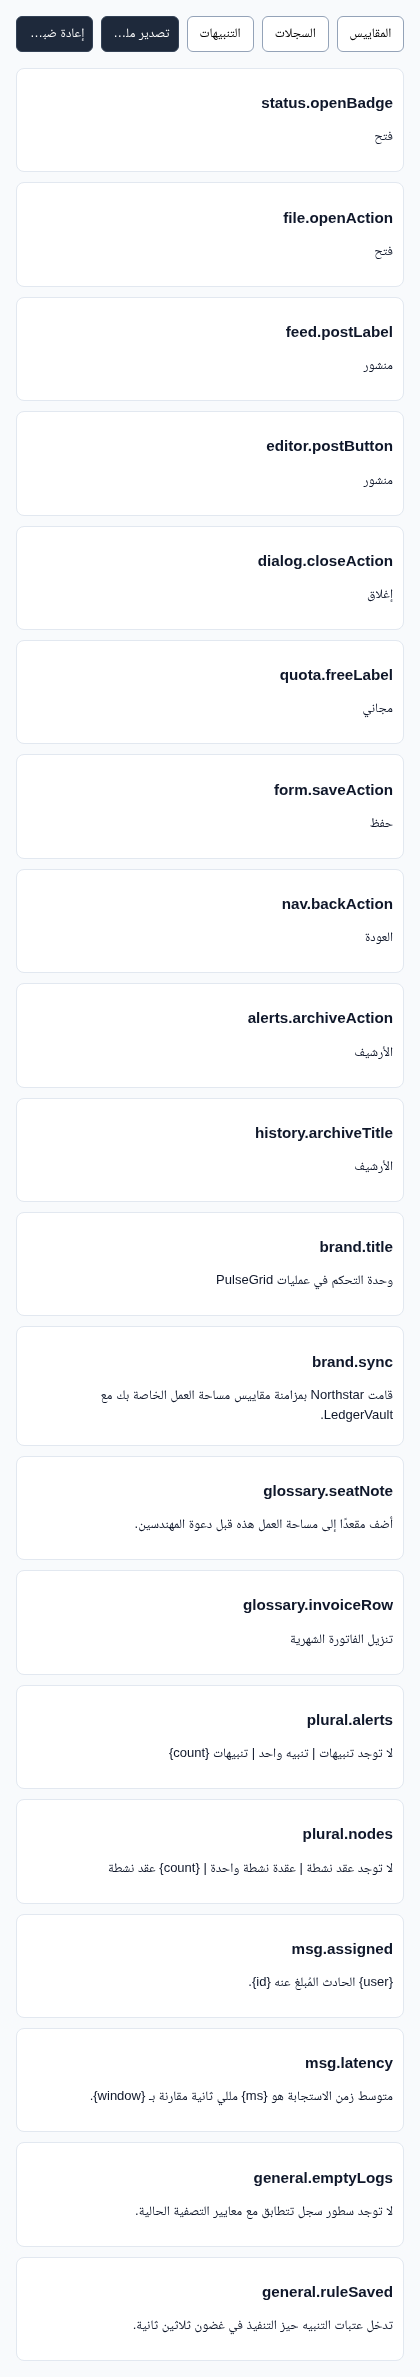 المقاييس
السجلات
التنبيهات
تصدير مل...
إعادة ضب...
status.openBadge
فتح
file.openAction
فتح
feed.postLabel
منشور
editor.postButton
منشور
dialog.closeAction
إغلاق
quota.freeLabel
مجاني
form.saveAction
حفظ
nav.backAction
العودة
alerts.archiveAction
الأرشيف
history.archiveTitle
الأرشيف
brand.title
وحدة التحكم في عمليات PulseGrid
brand.sync
قامت Northstar بمزامنة مقاييس مساحة العمل الخاصة بك مع
LedgerVault.
glossary.seatNote
أضف مقعدًا إلى مساحة العمل هذه قبل دعوة المهندسين.
glossary.invoiceRow
تنزيل الفاتورة الشهرية
plural.alerts
لا توجد تنبيهات | تنبيه واحد | تنبيهات {count}
plural.nodes
لا توجد عقد نشطة | عقدة نشطة واحدة | {count} عقد نشطة
msg.assigned
{user} الحادث المُبلغ عنه {id}.
msg.latency
متوسط زمن الاستجابة هو {ms} مللي ثانية مقارنة بـ {window}.
general.emptyLogs
لا توجد سطور سجل تتطابق مع معايير التصفية الحالية.
general.ruleSaved
تدخل عتبات التنبيه حيز التنفيذ في غضون ثلاثين ثانية.